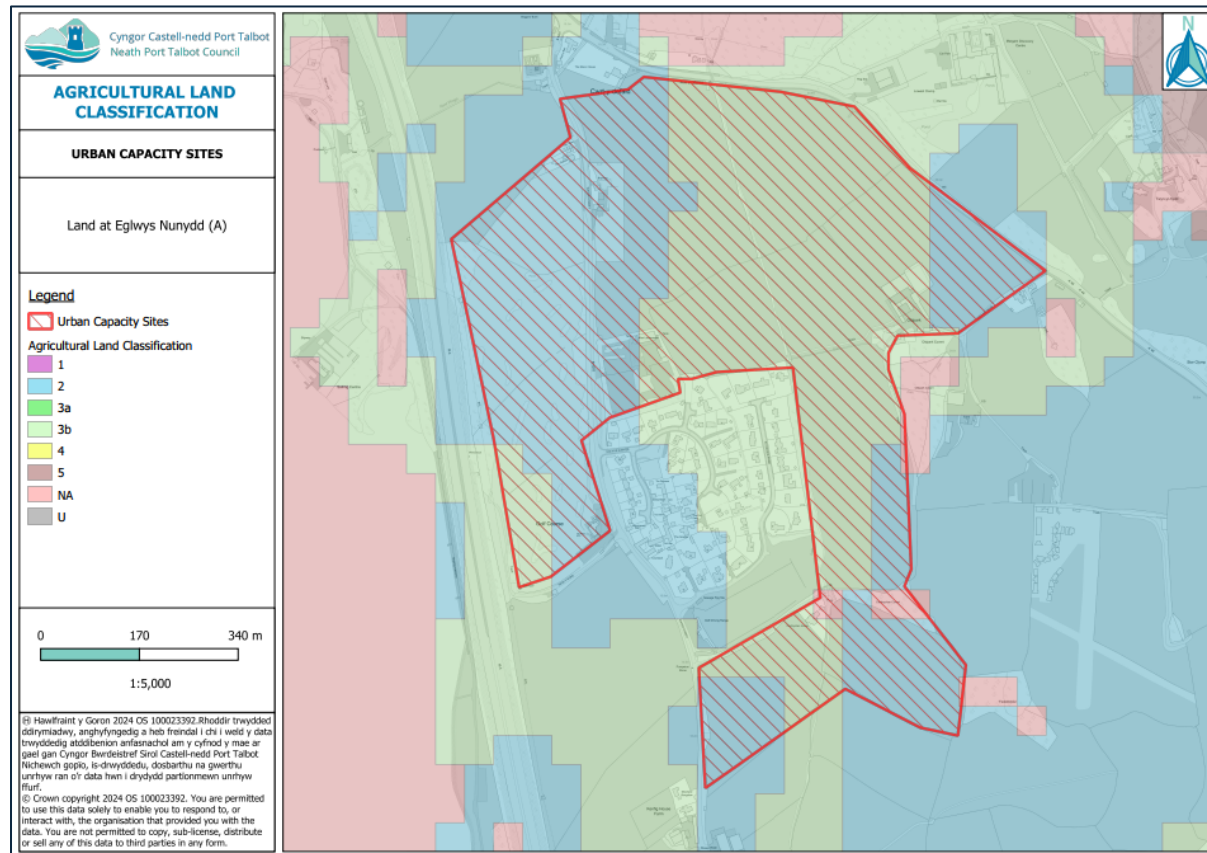 Cyngor Castell-nedd Port Talbot
Neath Port Talbot Council
AGRICULTURAL LAND
CLASSIFICATION
URBAN CAPACITY SITES
Land at Eglwys Nunydd (A)
Legend
Urban Capacity Sites
Agricultural Land Classification
1
2
3a
3b
4
5
NA
U
0 170 340 m
1:5,000
Ⓗ Hawlfraint y Goron 2024 OS 100023392.Rhoddir trwydded
ddirymiadwy, anghyfyngedig a heb freindal i chi i weld y data
trwyddedig atddibenion anfasnachol am y cyfnod y mae ar
gael gan Cyngor Bwrdeistref Sirol Castell-nedd Port Talbot
Nichewch gopïo, is-drwyddedu, dosbarthu na gwerthu
unrhyw ran o'r data hwn i drydydd partïonmewn unrhyw
ffurf.
© Crown copyright 2024 OS 100023392. You are permitted
to use this data solely to enable you to respond to, or
interact with, the organisation that provided you with the
data. You are not permitted to copy, sub-license, distribute
or sell any of this data to third parties in any form.
N
Golf Course